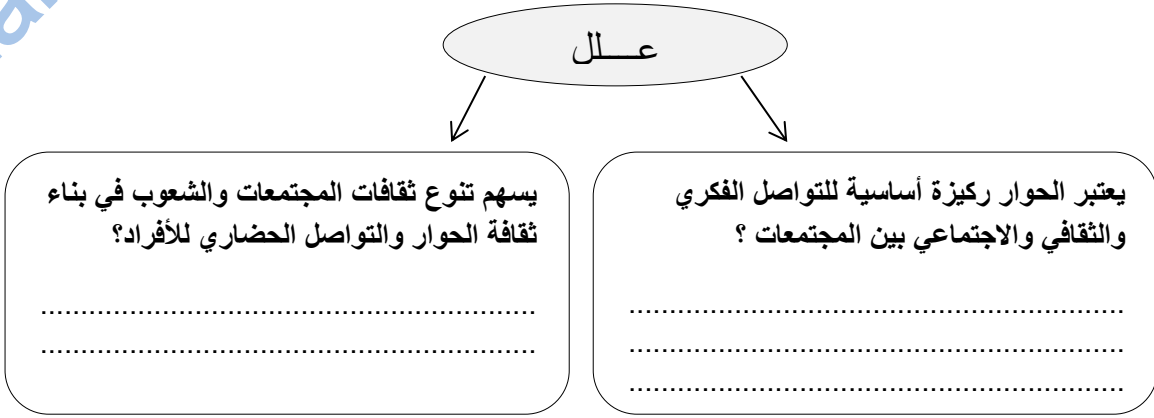 عـــلل
يعتبر الحوار ركيزة أساسية للتواصل الفكري
والثقافي والاجتماعي بين المجتمعات ؟
.............................................................
.............................................................
.............................................................
يسهم تنوع ثقافات المجتمعات والشعوب في بناء
ثقافة الحوار والتواصل الحضاري للأفراد؟
.............................................................
.............................................................